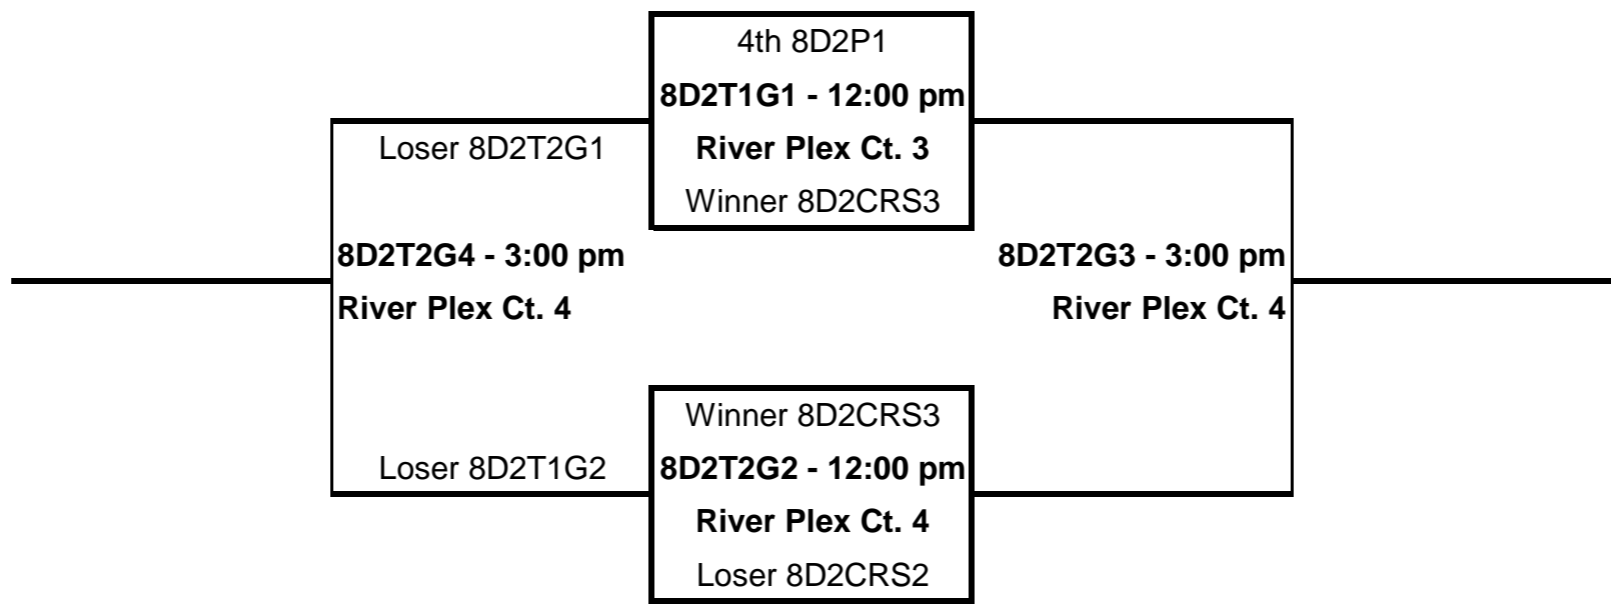 4th 8D2P1
8D2T1G1 - 12:00 pm
Loser 8D2T2G1
River Plex Ct. 3
Winner 8D2CRS3
8D2T2G4 - 3:00 pm
8D2T2G3 - 3:00 pm
River Plex Ct. 4
River Plex Ct. 4
Winner 8D2CRS3
Loser 8D2T1G2
8D2T2G2 - 12:00 pm
River Plex Ct. 4
Loser 8D2CRS2